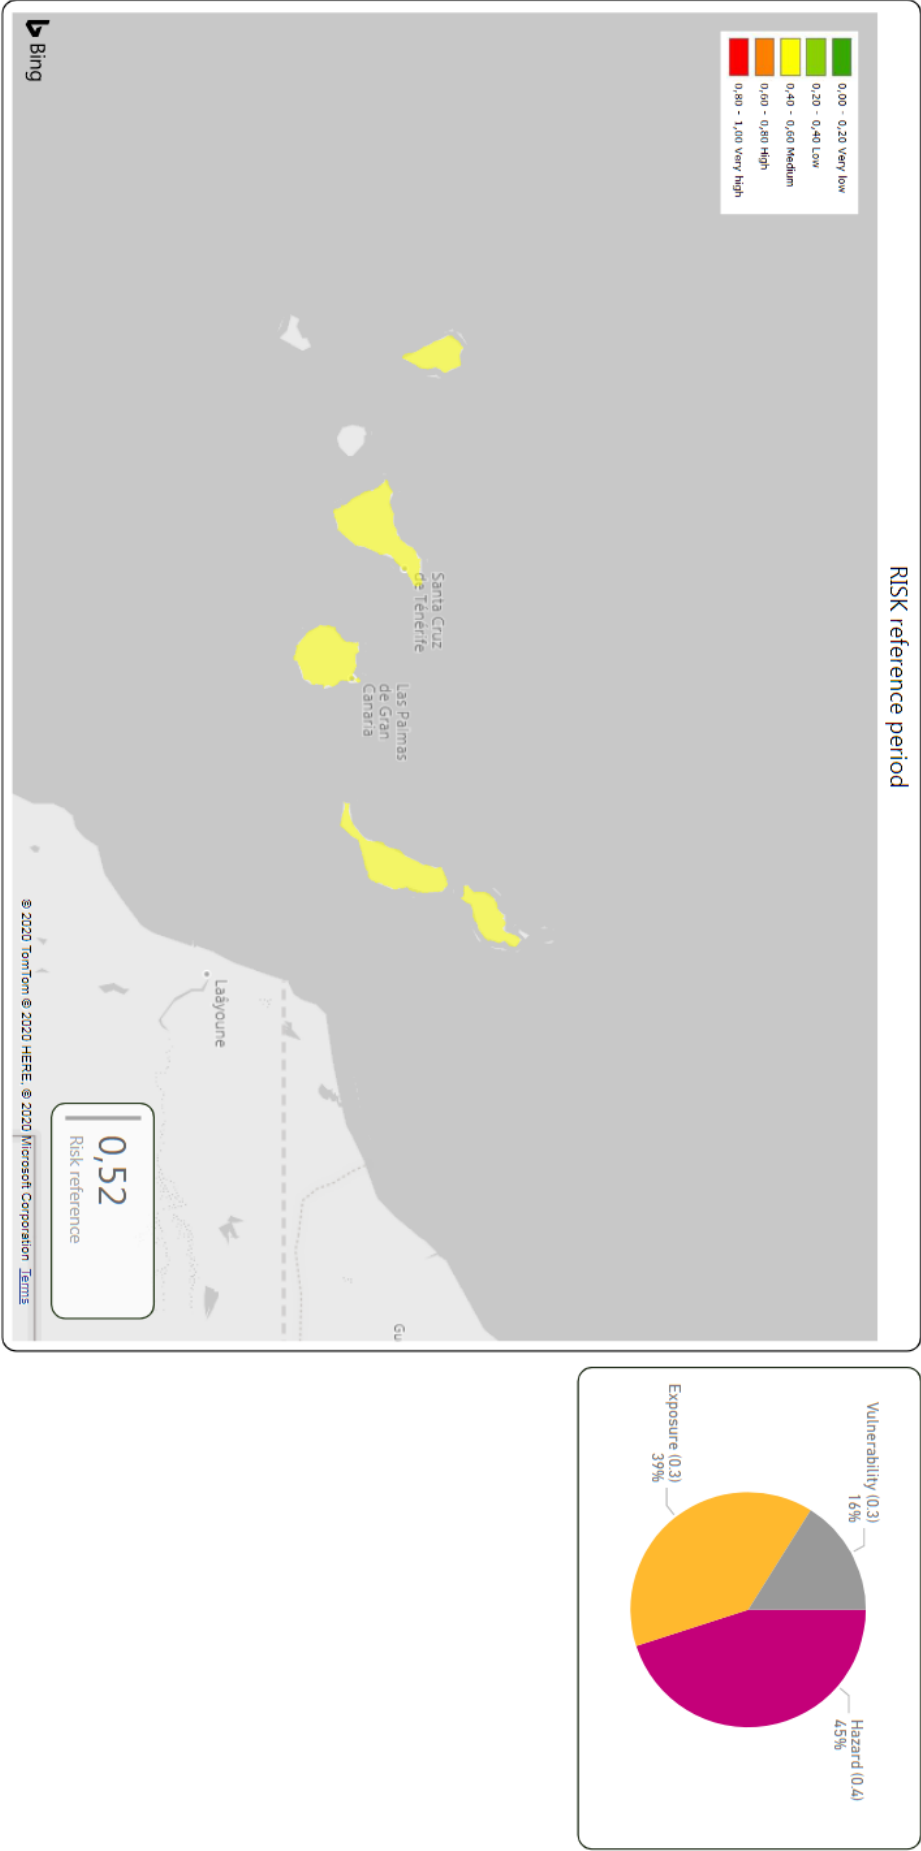 RISK reference period
0,00 - 0,20 Very low
0,20 - 0,40 Low
0,40 - 0,60 Medium
0,60 - 0,80 High
0,80 - 1,00 Very high
Santa Cruz
de Ténérife
Las Palmas
de Gran
Canaria
Laâyoune
Gu
0,52
Risk reference
Bing
© 2020 TomTom © 2020 HERE, © 2020 Microsoft Corporation Terms
Vulnerability (0.3)
16%
Hazard (0.4)
45%
Exposure (0.3)
39%